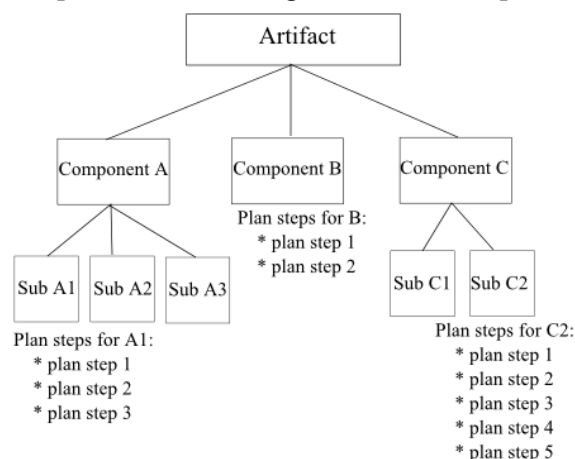 Artifact
Component A
Component B
Component C
Plan steps for B:
* plan step 1
* plan step 2
Sub A1
Sub A2
Sub A3
Sub C1
Sub C2
Plan steps for A1:
* plan step 1
* plan step 2
* plan step 3
Plan steps for C2:
* plan step 1
* plan step 2
* plan step 3
* plan step 4
* plan step 5